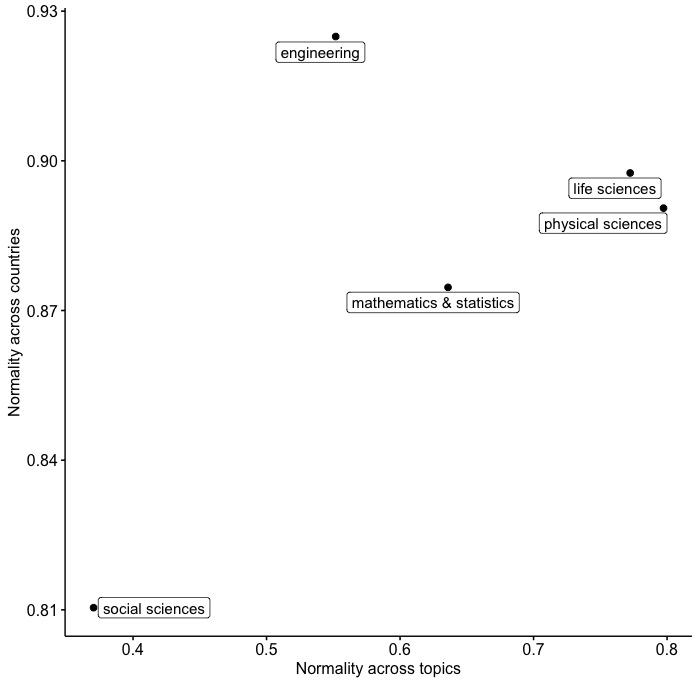 0.93
engineering
0.90
life sciences
physical sciences
0.87
mathematics & statistics
0.84
0.81
social sciences
Normality across countries
0.4 0.5 0.6 0.7 0.8
Normality across topics